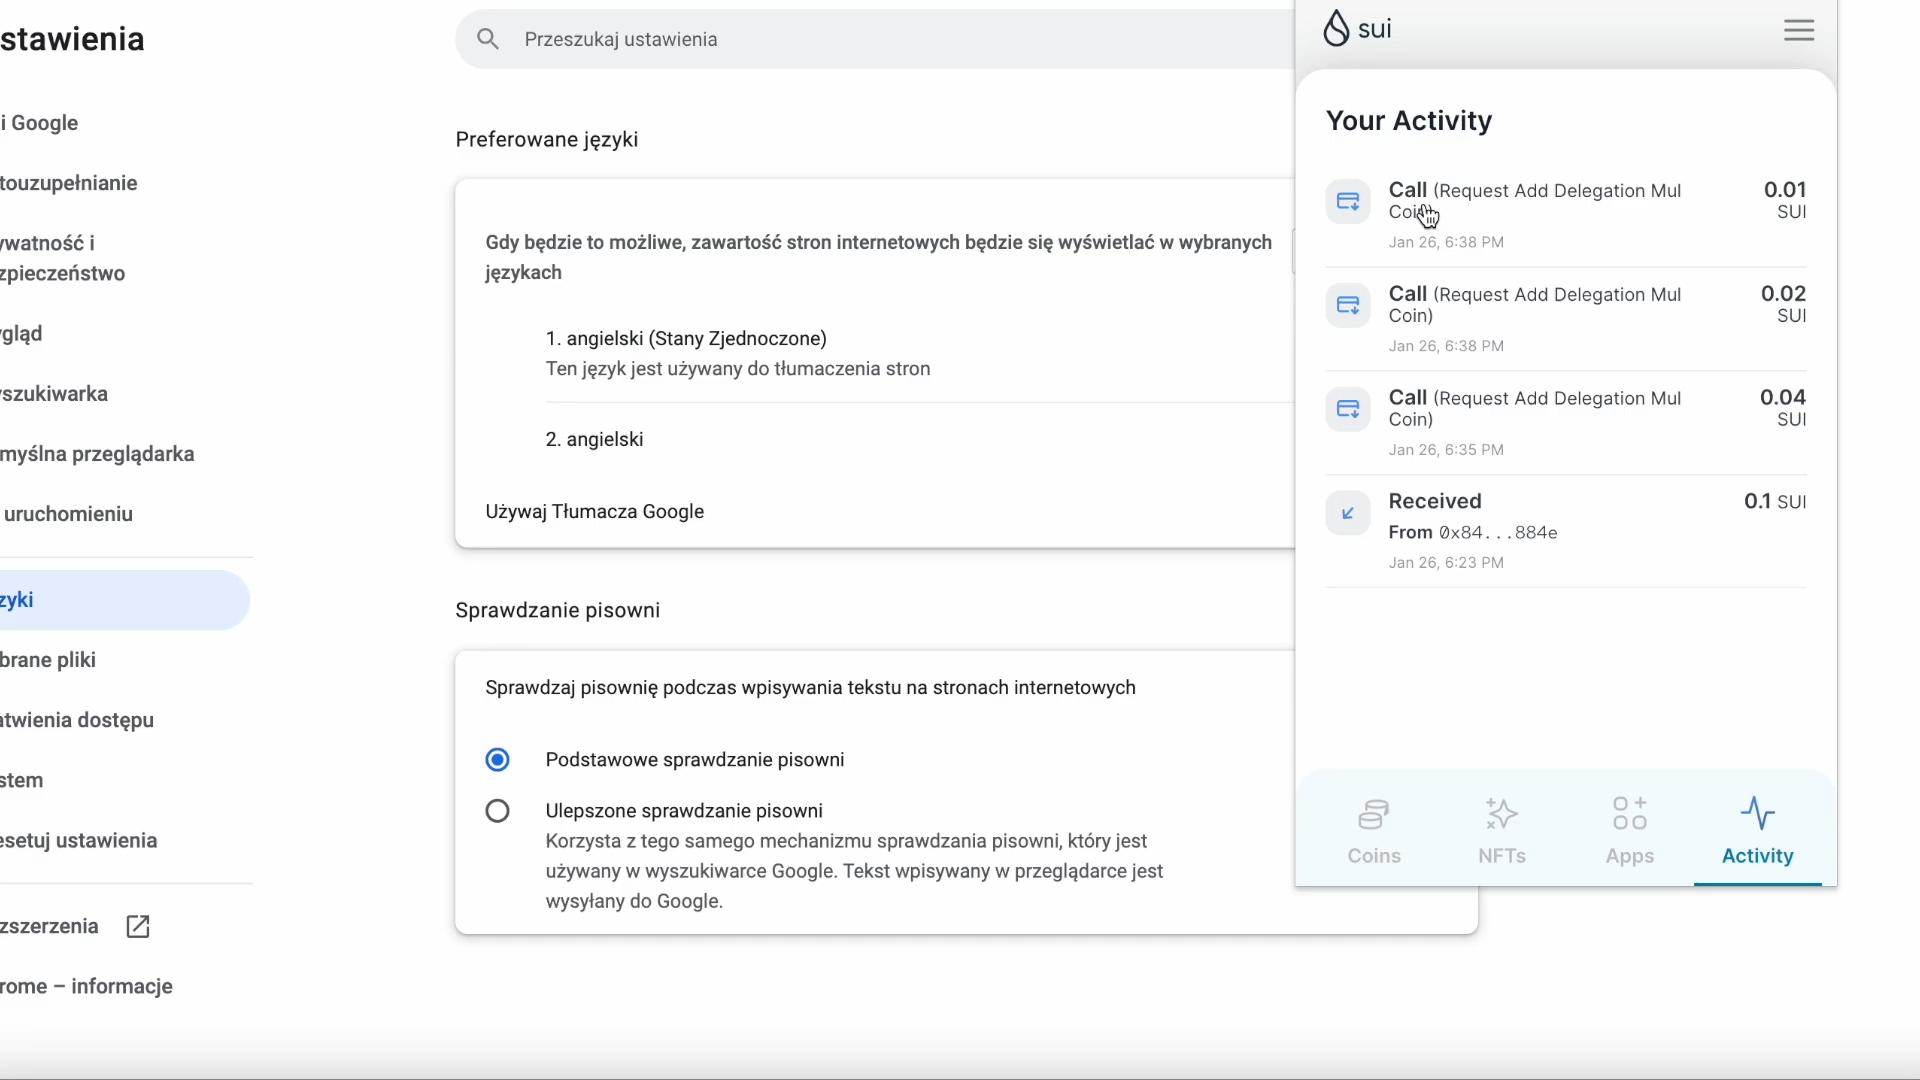 stawienia
Przeszukaj ustawienia
i Google
touzupełnianie
ywatność i
zpieczeństwo
ygląd
yszukiwarka
myślna przeglądarka
uruchomieniu
zyki
brane pliki
atwienia dostępu
stem
esetuj ustawienia
zszerzenia
rome – informacje
Preferowane języki
Gdy będzie to możliwe, zawartość stron internetowych będzie się wyświetlać w wybranych
językach
1. angielski (Stany Zjednoczone)
Ten język jest używany do tłumaczenia stron
2. angielski
Używaj Tłumacza Google
Sprawdzanie pisowni
Sprawdzaj pisownię podczas wpisywania tekstu na stronach internetowych
Podstawowe sprawdzanie pisowni
Ulepszone sprawdzanie pisowni
Korzysta z tego samego mechanizmu sprawdzania pisowni, który jest
używany w wyszukiwarce Google. Tekst wpisywany w przeglądarce jest
wysyłany do Google.
sui
Your Activity
Call (Request Add Delegation Mul 0.01
Coin) SUI
Jan 26, 6:38 PM
Call (Request Add Delegation Mul 0.02
Coin) SUI
Jan 26, 6:38 PM
Call (Request Add Delegation Mul 0.04
Coin) SUI
Jan 26, 6:35 PM
Received 0.1 SUI
From 0x84...884e
Jan 26, 6:23 PM
Coins NFTs Apps Activity